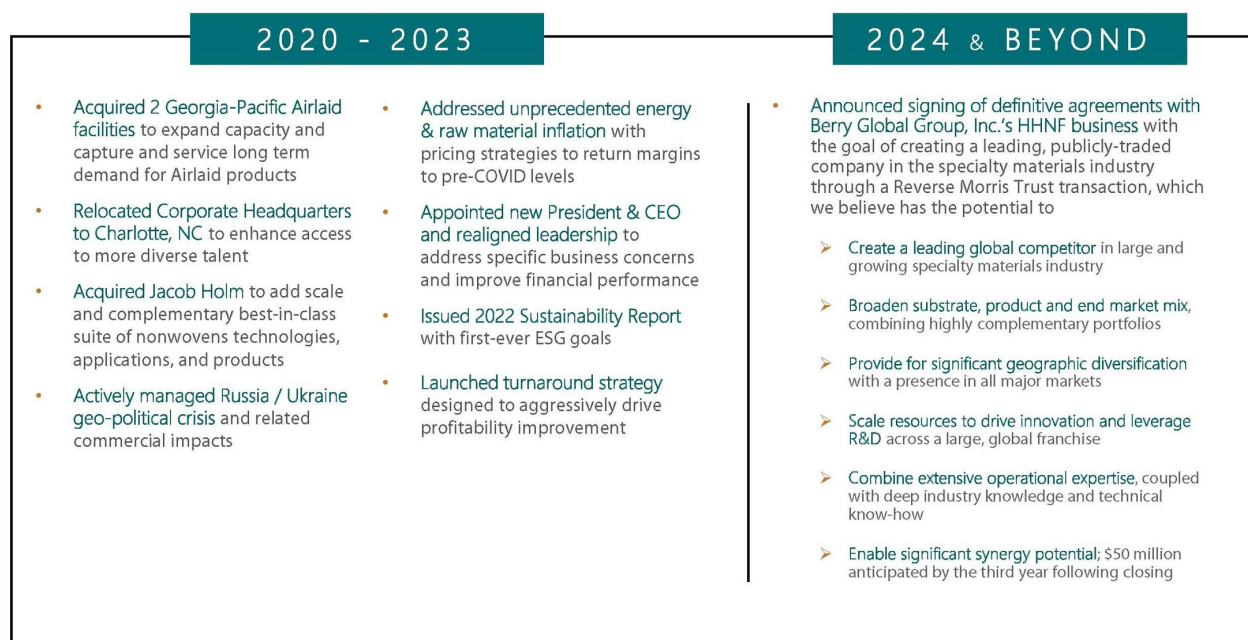 2020 - 2023
• Acquired 2 Georgia-Pacific Airlaid
facilities to expand capacity and
capture and service long term
demand for Airlaid products
• Relocated Corporate Headquarters
to Charlotte, NC to enhance access
to more diverse talent
• Acquired Jacob Holm to add scale
and complementary best-in-class
suite of nonwovens technologies,
applications, and products
• Actively managed Russia / Ukraine
geo-political crisis and related
commercial impacts
• Addressed unprecedented energy
& raw material inflation with
pricing strategies to return margins
to pre-COVID levels
• Appointed new President & CEO
and realigned leadership to
address specific business concerns
and improve financial performance
• Issued 2022 Sustainability Report
with first-ever ESG goals
• Launched turnaround strategy
designed to aggressively drive
profitability improvement
2024 & BEYOND
• Announced signing of definitive agreements with
Berry Global Group, Inc.'s HHNF business with
the goal of creating a leading, publicly-traded
company in the specialty materials industry
through a Reverse Morris Trust transaction, which
we believe has the potential to
➢ Create a leading global competitor in large and
growing specialty materials industry
➢ Broaden substrate, product and end market mix,
combining highly complementary portfolios
➢ Provide for significant geographic diversification
with a presence in all major markets
➢ Scale resources to drive innovation and leverage
R&D across a large, global franchise
➢ Combine extensive operational expertise, coupled
with deep industry knowledge and technical
know-how
➢ Enable significant synergy potential; $50 million
anticipated by the third year following closing